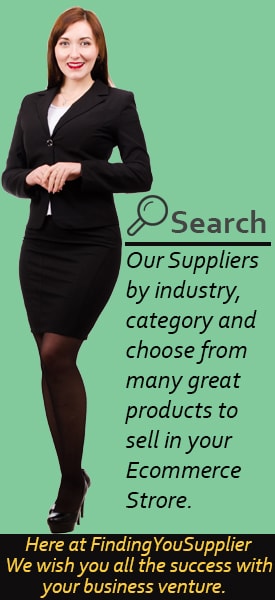 Search
Our Suppliers
by industry,
category and
choose from
many great
products to
sell in your
Ecommerce
Strore.
Here at FindingYouSupplier
We wish you all the success with
your business venture.